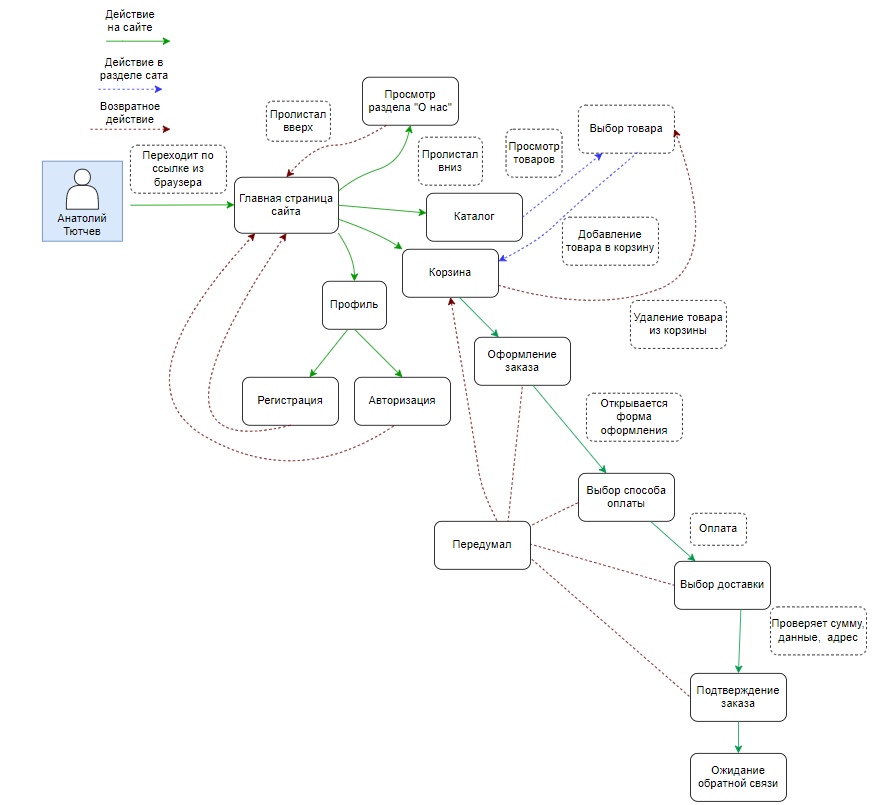 Действие
на сайте
Действие в
разделе сата
Возвратное
действие
Переходит по
ссылке из
браузера
Анатолий
Тютчев
Пролистал
вверх
Просмотр
раздела "О нас"
Пролистал
вниз
Просмотр
товаров
Выбор товара
Главная страница
сайта
Каталог
Добавление
товара в корзину
Корзина
Профиль
Удаление товара
из корзины
Оформление
заказа
Регистрация
Авторизация
Открывается
форма
оформления
Выбор способа
оплаты
Оплата
Передумал
Выбор доставки
Проверяет сумму,
данные, адрес
Подтверждение
заказа
Ожидание
обратной связи